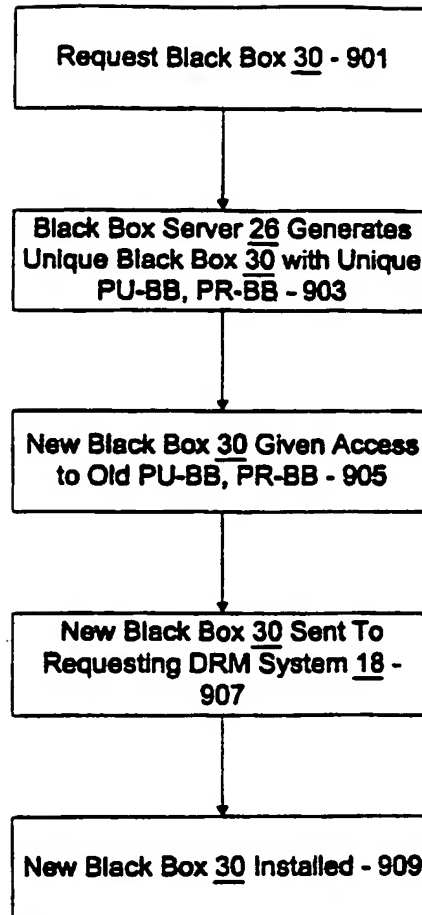 Request Black Box 30 - 901
Black Box Server 26 Generates
Unique Black Box 30 with Unique
PU-BB, PR-BB - 903
New Black Box 30 Given Access
to Old PU-BB, PR-BB - 905
New Black Box 30 Sent To
Requesting DRM System 18 -
907
New Black Box 30 Installed - 909